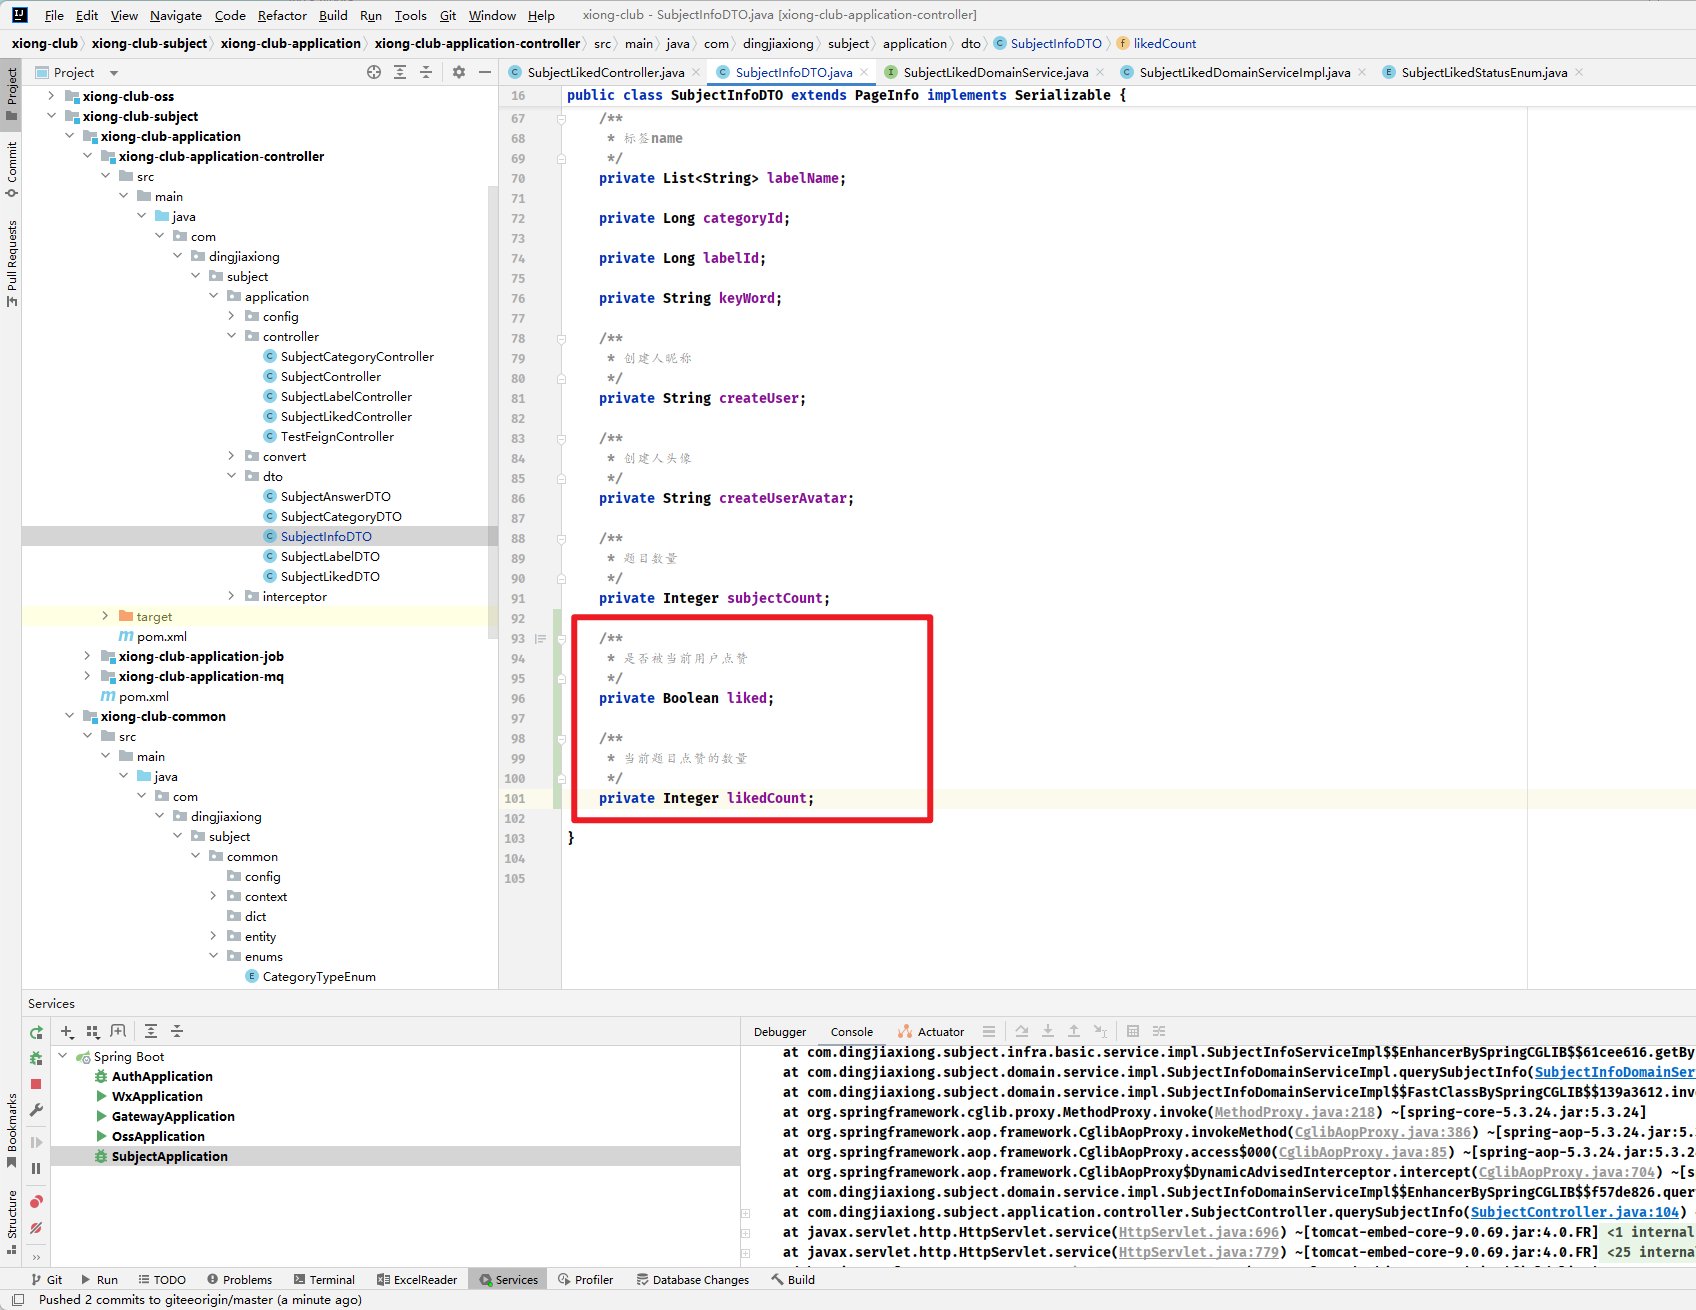 File Edit View Navigate Code Refactor Build Run Tools Git Window Help xiong-club - SubjectInfoDTO.java [xiong-club-application-controller]
xiong-club xiong-club-subject xiong-club-application xiong-club-application-controller src main java com dingjiaxiong subject application dto SubjectInfoDTO likedCount
Project
SubjectLikedController.java SubjectInfoDTO.java SubjectLikedDomainService.java SubjectLikedDomainServiceImpl.java SubjectLikedStatusEnum.java
Project
Commit
Pull Requests
xiong-club-oss
xiong-club-subject
xiong-club-application
xiong-club-application-controller
src
main
java
com
dingjiaxiong
subject
application
config
controller
SubjectCategoryController
SubjectController
SubjectLabelController
SubjectLikedController
TestFeignController
convert
dto
SubjectAnswerDTO
SubjectCategoryDTO
SubjectInfoDTO
SubjectLabelDTO
SubjectLikedDTO
interceptor
target
pom.xml
xiong-club-application-job
xiong-club-application-mq
pom.xml
xiong-club-common
src
main
java
com
dingjiaxiong
subject
common
config
context
dict
entity
enums
CategoryTypeEnum
16 public class SubjectInfoDTO extends PageInfo implements Serializable {
67 /**
68 * 标签name
69 */
70 private List<String> labelName;
71
72 private Long categoryId;
73
74 private Long labelId;
75
76 private String keyWord;
77
78 /**
79 * 创建人昵称
80 */
81 private String createUser;
82
83 /**
84 * 创建人头像
85 */
86 private String createUserAvatar;
87
88 /**
89 * 题目数量
90 */
91 private Integer subjectCount;
92
93 /**
94 * 是否被当前用户点赞
95 */
96 private Boolean liked;
97
98 /**
99 * 当前题目点赞的数量
100 */
101 private Integer likedCount;
102
103 }
104
105
Services
Spring Boot
AuthApplication
WxApplication
GatewayApplication
OssApplication
SubjectApplication
Bookmarks
Structure
Debugger Console Actuator
at com.dingjiaxiong.subject.infra.basic.service.impl.SubjectInfoServiceImpl$$EnhancerBySpringCGLIB$$61cee616.getBy
at com.dingjiaxiong.subject.domain.service.impl.SubjectInfoDomainServiceImpl.querySubjectInfo(SubjectInfoDomainSer
at com.dingjiaxiong.subject.domain.service.impl.SubjectInfoDomainServiceImpl$$FastClassBySpringCGLIB$$139a3612.inv
at org.springframework.cglib.proxy.MethodProxy.invoke(MethodProxy.java:218) ~[spring-core-5.3.24.jar:5.3.24]
at org.springframework.aop.framework.CglibAopProxy.invokeMethod(CglibAopProxy.java:386) ~[spring-aop-5.3.24.jar:5.3.
at org.springframework.aop.framework.CglibAopProxy.access$000(CglibAopProxy.java:85) ~[spring-aop-5.3.24.jar:5.3.24
at org.springframework.aop.framework.CglibAopProxy$DynamicAdvisedInterceptor.intercept(CglibAopProxy.java:704) ~[s
at com.dingjiaxiong.subject.domain.service.impl.SubjectInfoDomainServiceImpl$$EnhancerBySpringCGLIB$$f57de826.quer
at com.dingjiaxiong.subject.application.controller.SubjectController.querySubjectInfo(SubjectController.java:104) ~
at javax.servlet.http.HttpServlet.service(HttpServlet.java:696) ~[tomcat-embed-core-9.0.69.jar:4.0.FR] <1 internal
at javax.servlet.http.HttpServlet.service(HttpServlet.java:779) ~[tomcat-embed-core-9.0.69.jar:4.0.FR] <25 interna
Git Run TODO Problems Terminal ExcelReader Services Profiler Database Changes Build
Pushed 2 commits to giteeorigin/master (a minute ago)